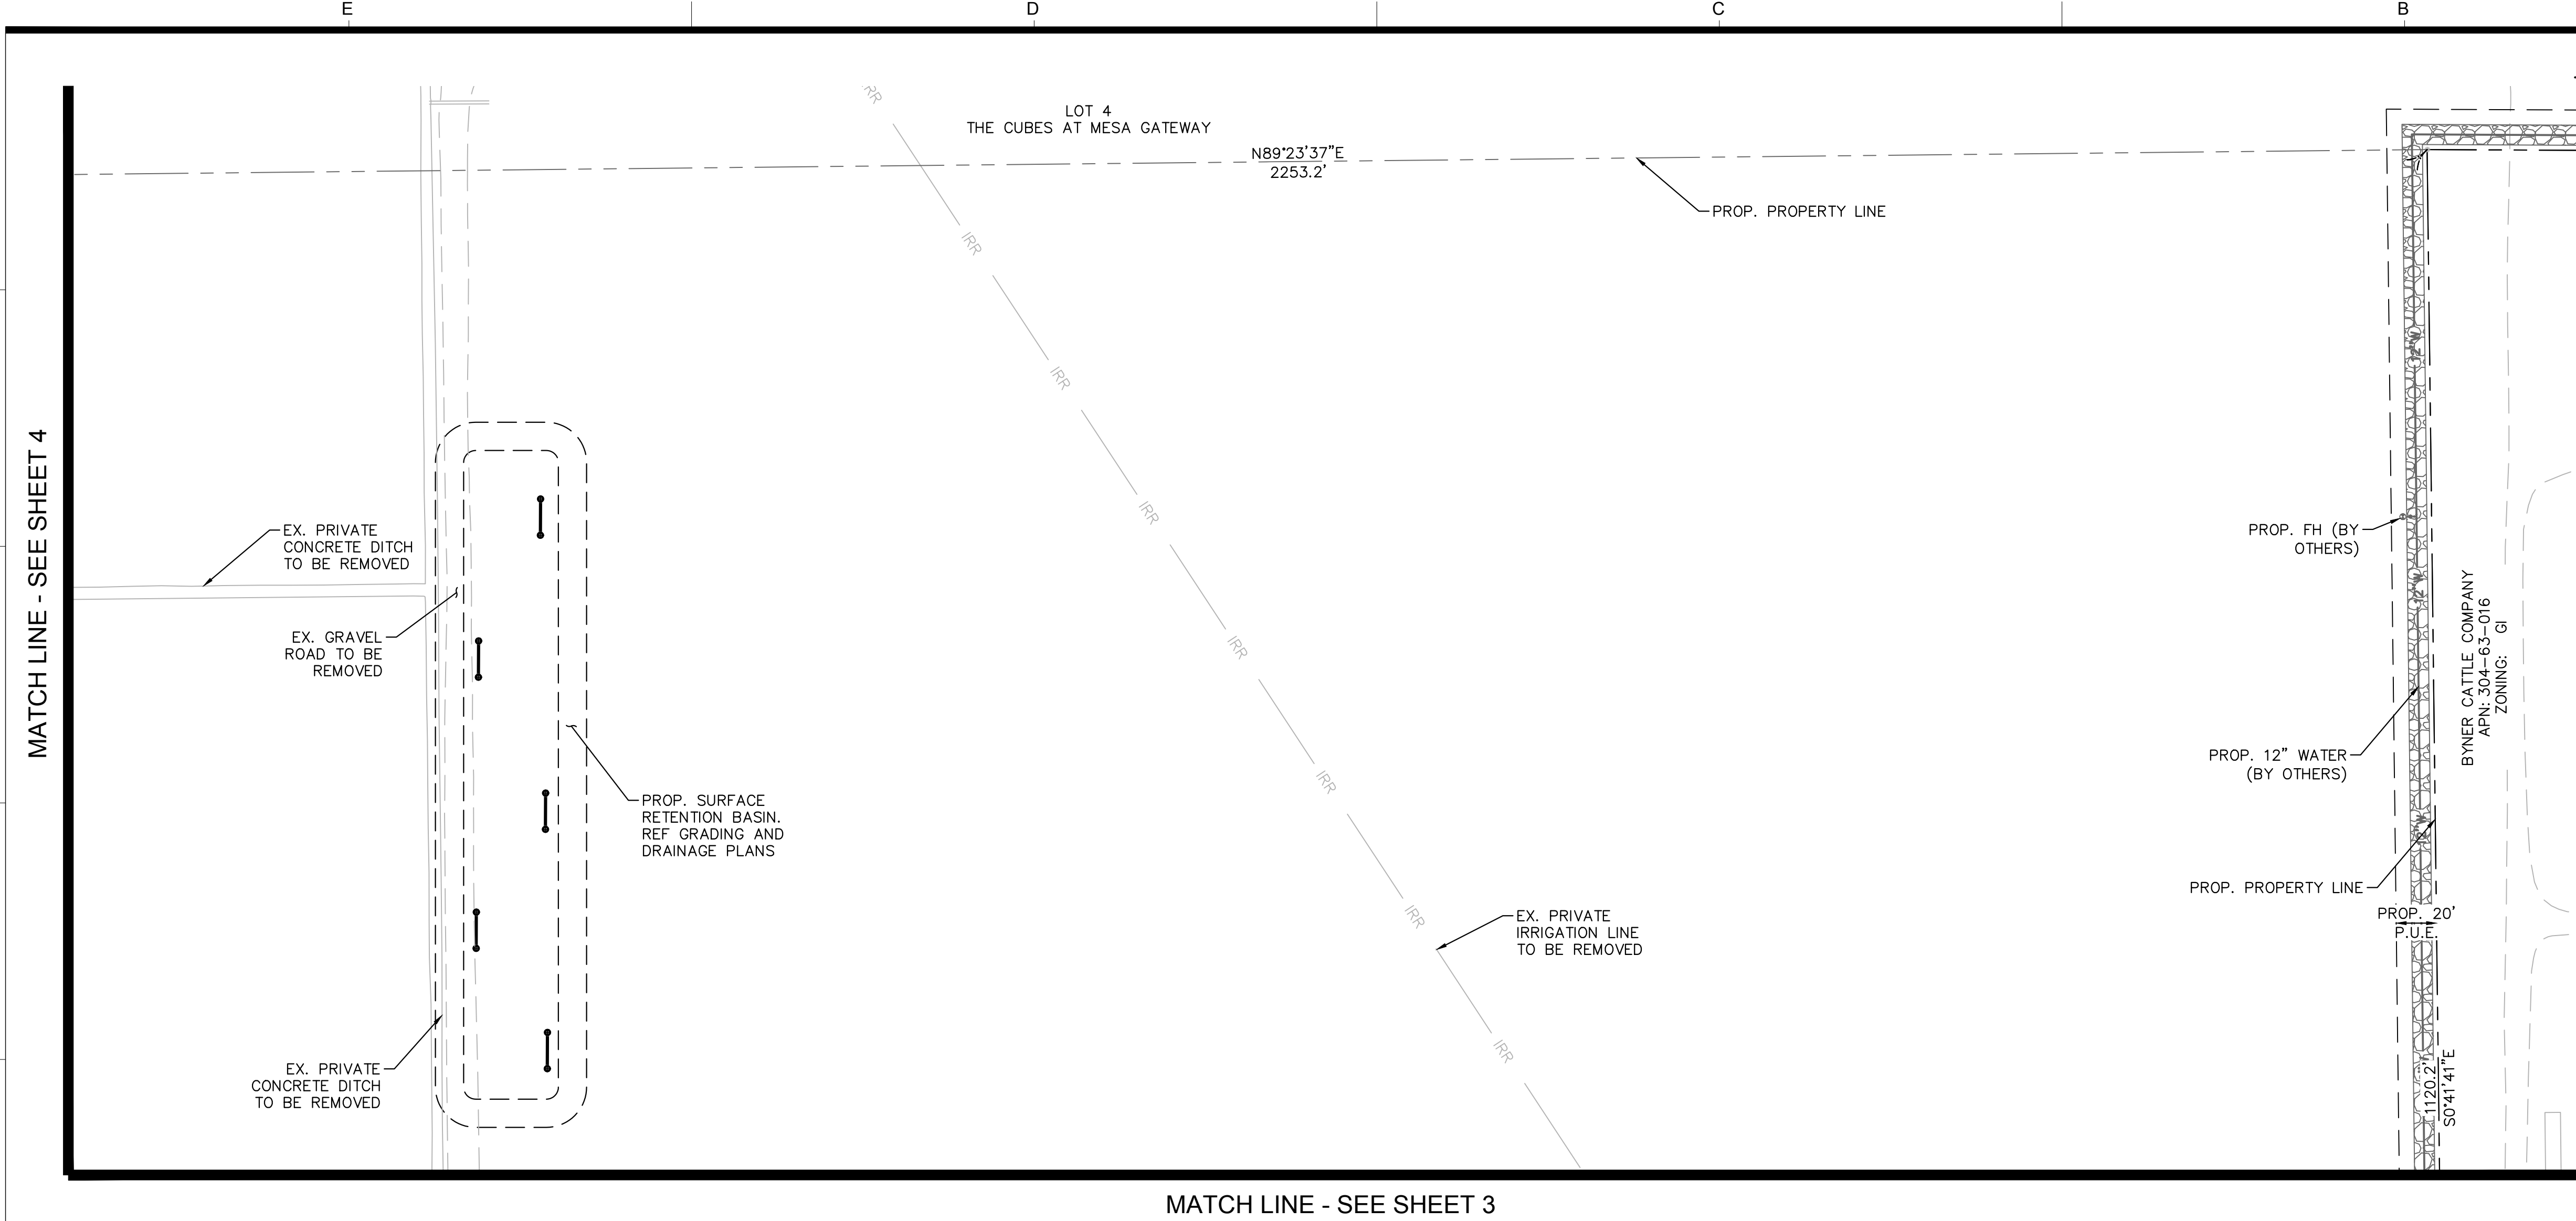 E
D
C
B
IRR
LOT 4
THE CUBES AT MESA GATEWAY
N89°23'37"E
2253.2'
PROP. PROPERTY LINE
IRR
IRR
IRR
IRR
IRR
IRR
IRR
MATCH LINE - SEE SHEET 4
EX. PRIVATE
CONCRETE DITCH
TO BE REMOVED
EX. GRAVEL
ROAD TO BE
REMOVED
PROP. SURFACE
RETENTION BASIN.
REF GRADING AND
DRAINAGE PLANS
EX. PRIVATE
CONCRETE DITCH
TO BE REMOVED
EX. PRIVATE
IRRIGATION LINE
TO BE REMOVED
12"W
PROP. FH (BY
OTHERS)
12"W
BYNER CATTLE COMPANY
APN: 304-63-016
ZONING: GI
PROP. 12" WATER
(BY OTHERS)
12"W
PROP. PROPERTY LINE
PROP. 20'
P.U.E.
1120.2'
S0°41'41"E
MATCH LINE - SEE SHEET 3